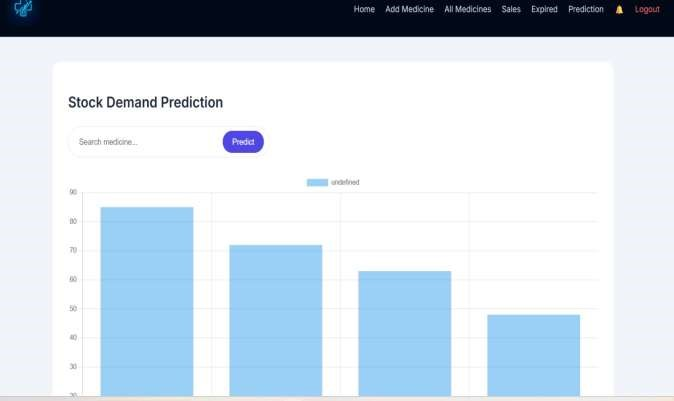 Home Add Medicine All Medicines Sales Expired Prediction Logout
Stock Demand Prediction
Search medicine... Predict
undefined
90
80
70
60
50
40
30